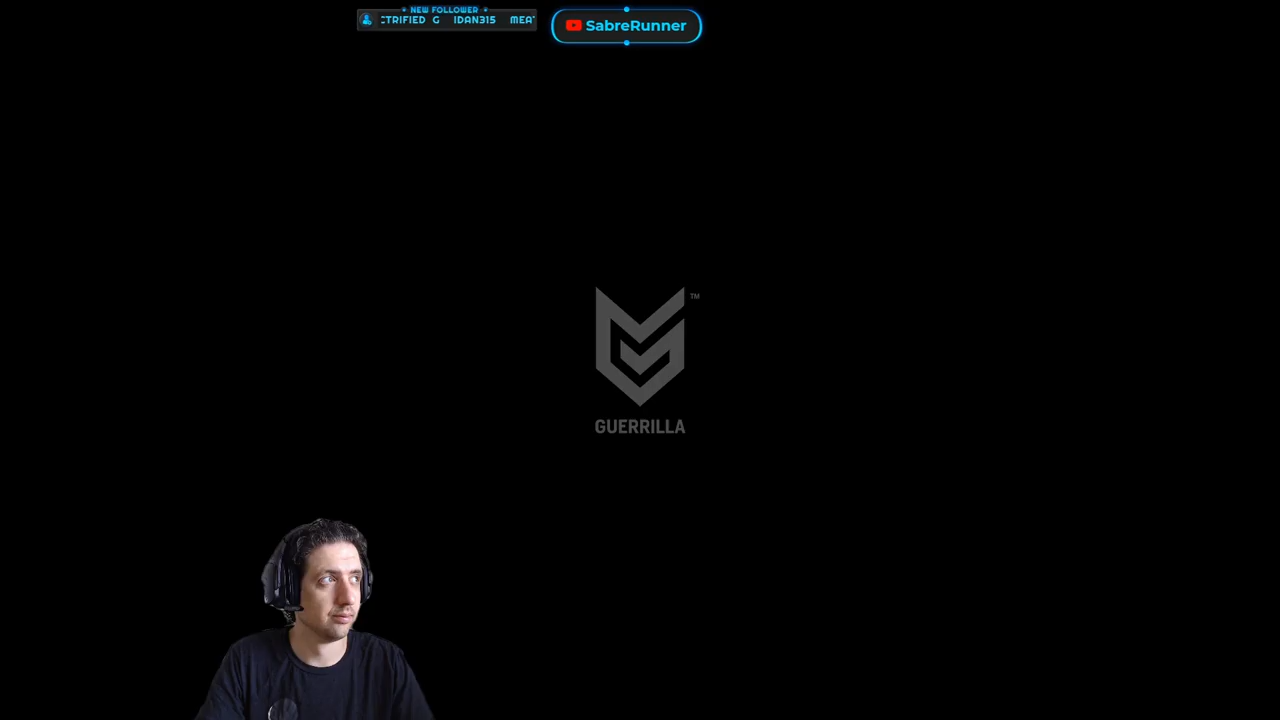 NEW FOLLOWER
IDAN315
SabreRunner
TM
GUERRILLA